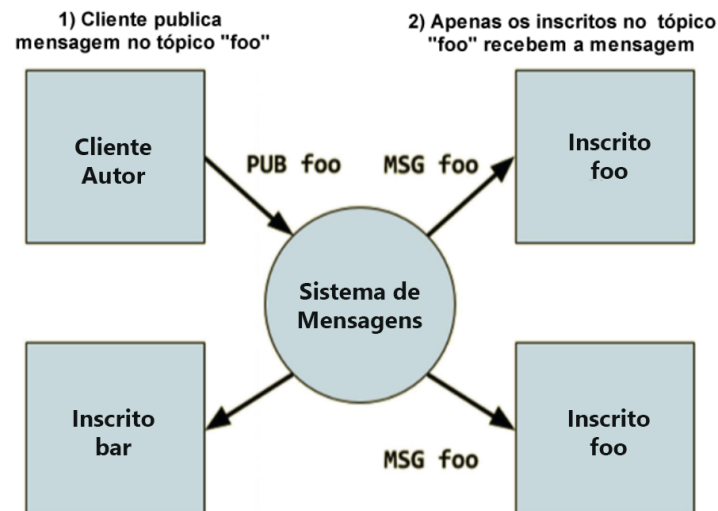 1) Cliente publica
mensagem no tópico "foo"
2) Apenas os inscritos no tópico
"foo" recebem a mensagem
Cliente
Autor
PUB foo
MSG foo
Inscrito
foo
Sistema de
Mensagens
Inscrito
bar
MSG foo
Inscrito
foo